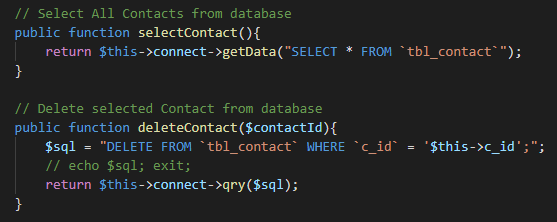 // Select All Contacts from database
public function selectContact(){
return $this->connect->getData("SELECT * FROM `tbl_contact`");
}
// Delete selected Contact from database
public function deleteContact($contactId){
$sql = "DELETE FROM `tbl_contact` WHERE `c_id` = '$this->c_id';";
// echo $sql; exit;
return $this->connect->qry($sql);
}